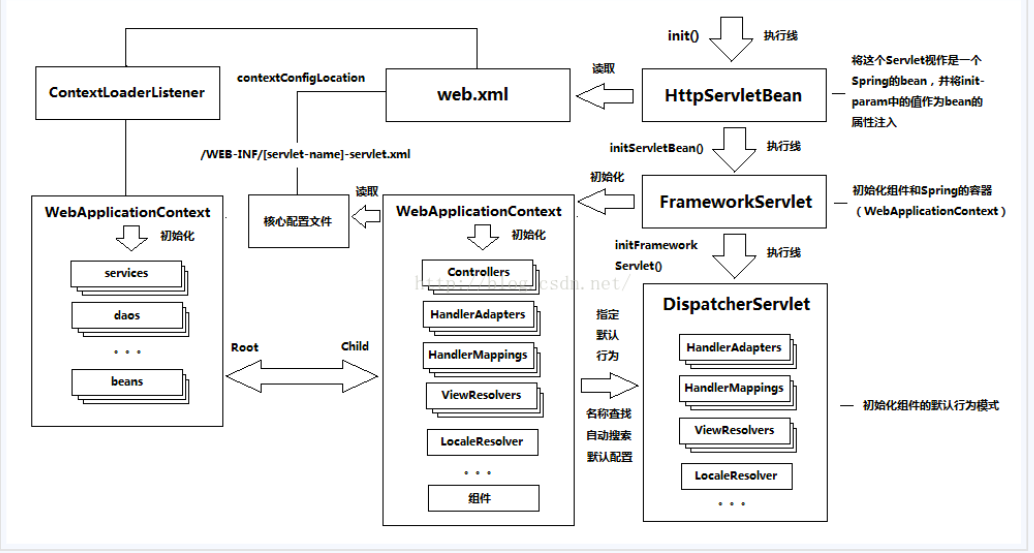 init()
执行线
ContextLoaderListener
contextConfigLocation
web.xml
读取
HttpServletBean
将这个Servlet视作是一个
Spring的bean，并将init-
param中的值作为bean的
属性注入
initServletBean()
执行线
/WEB-INF/[servlet-name]-servlet.xml
初始化
FrameworkServlet
初始化组件和Spring的容器
（WebApplicationContext）
WebApplicationContext
初始化
services
daos
• • •
beans
核心配置文件
读取
WebApplicationContext
初始化
Controllers
HandlerAdapters
HandlerMappings
ViewResolvers
LocaleResolver
• • •
组件
Root
Child
initFramework
Servlet()
执行线
指定
默认
行为
名称查找
自动搜索
默认配置
DispatcherServlet
HandlerAdapters
HandlerMappings
ViewResolvers
LocaleResolver
• • •
初始化组件的默认行为模式
http://blog.csdn.net/